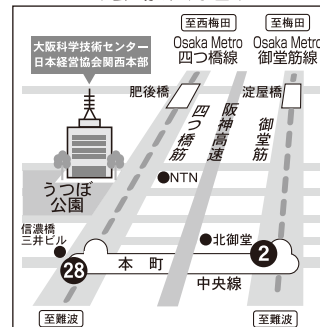 至西梅田
至梅田
大阪科学技術センター
日本経営協会関西本部
Osaka Metro
四つ橋線
Osaka Metro
御堂筋線
肥後橋
淀屋橋
四つ橋筋
阪神高速
御堂筋
NTN
うつぼ
公園
信濃橋
三井ビル
北御堂
28
本町
2
中央線
至難波
至難波